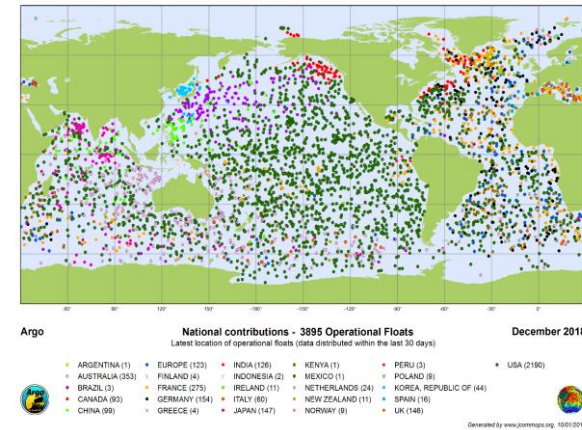 60° 90° 120° 150° -180° -150° -120° -90° -60° -30° 0°
Argo National contributions - 3895 Operational Floats December 2018
Latest location of operational floats (data distributed within the last 30 days)
ARGENTINA (1) EUROPE (123) INDIA (126) KENYA (1) PERU (3) USA (2190)
AUSTRALIA (353) FINLAND (4) INDONESIA (2) MEXICO (1) POLAND (9)
BRAZIL (3) FRANCE (275) IRELAND (11) NETHERLANDS (24) KOREA, REPUBLIC OF (44)
CANADA (93) GERMANY (154) ITALY (60) NEW ZEALAND (11) SPAIN (16)
CHINA (99) GREECE (4) JAPAN (147) NORWAY (9) UK (146)
Generated by www.jcommops.org,